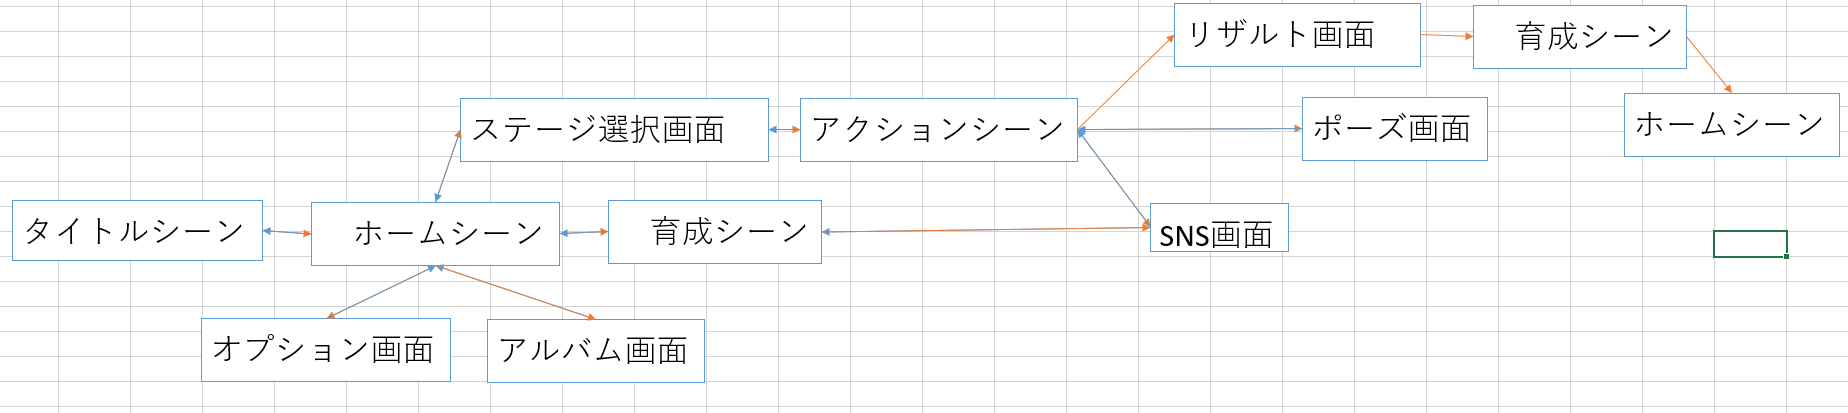 リザルト画面
育成シーン
ステージ選択画面
アクションシーン
ポーズ画面
ホームシーン
タイトルシーン
ホームシーン
育成シーン
SNS画面
オプション画面
アルバム画面